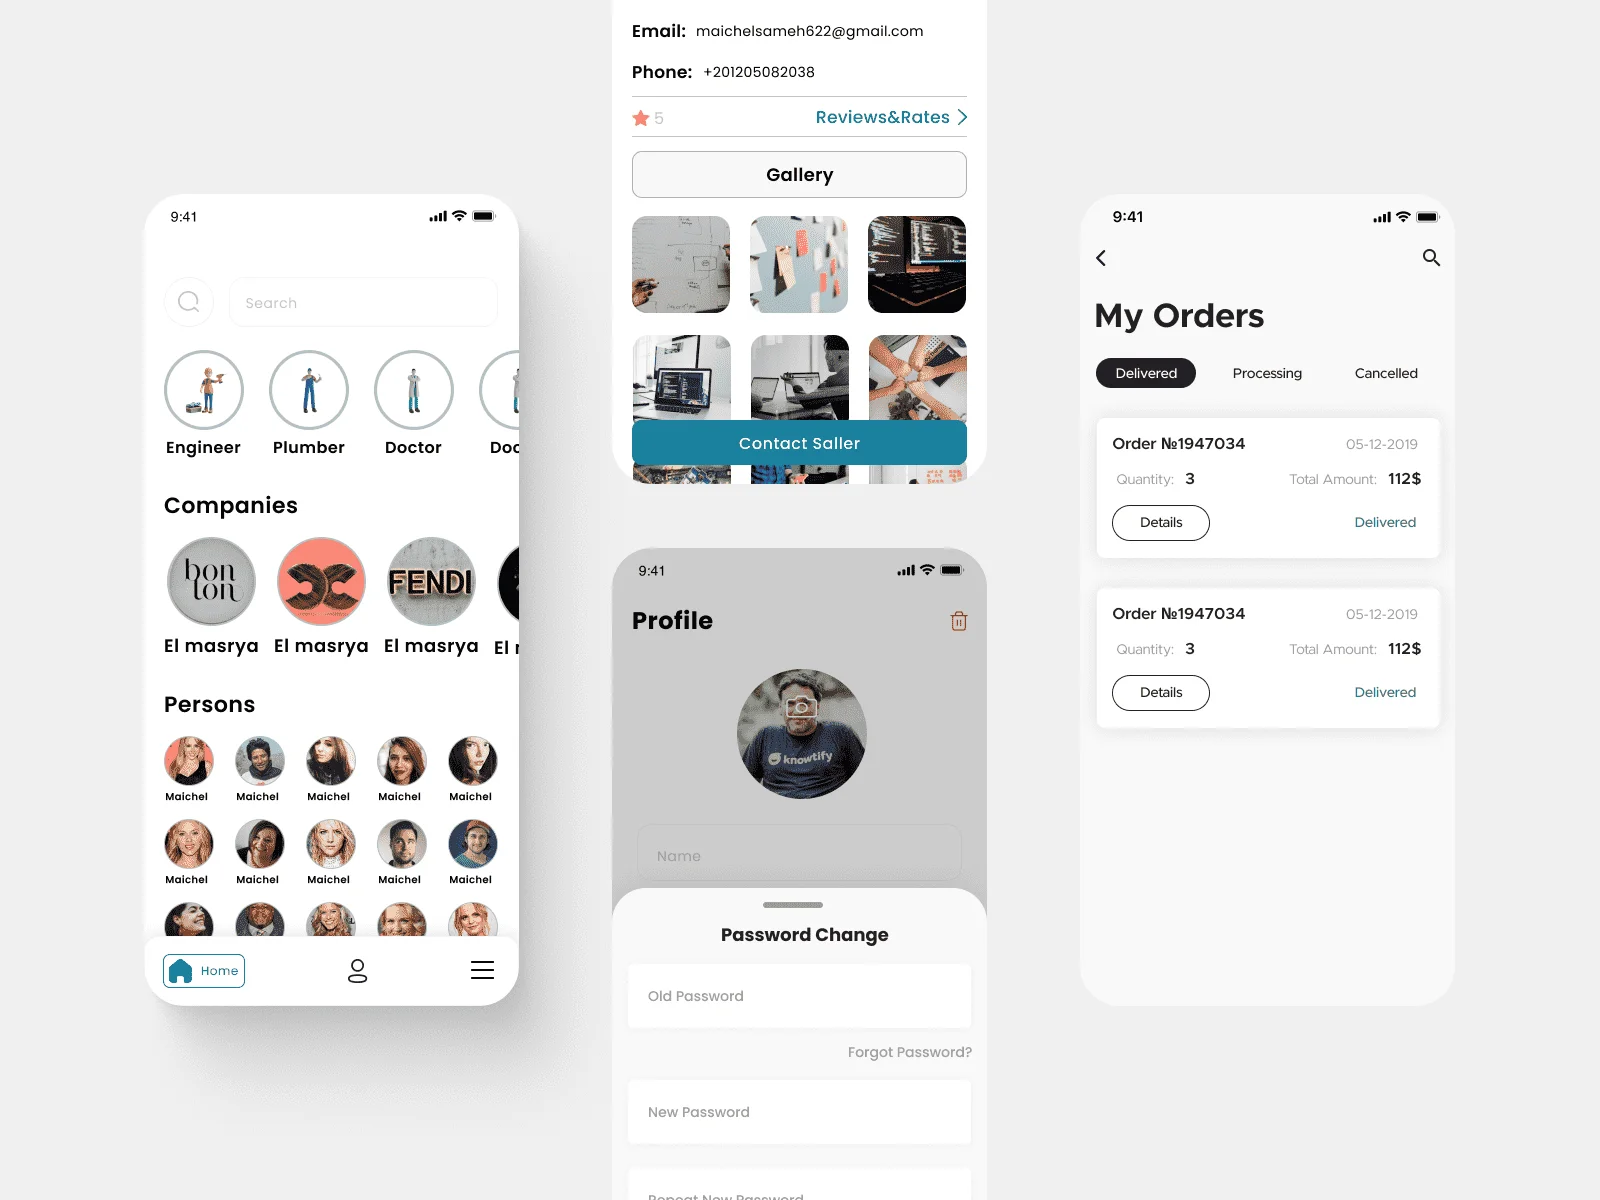 9:41
Search
Engineer Plumber Doctor Doc
Companies
bon
ton
FENDI
El masrya El masrya El masrya El
Persons
Maichel Maichel Maichel Maichel Maichel
Maichel Maichel Maichel Maichel Maichel
Home
Email: maichelsameh622@gmail.com
Phone: +201205082038
5 Reviews&Rates
Gallery
Contact Saller
9:41
Profile
knowtify
Name
Password Change
Old Password
Forgot Password?
New Password
Repeat New Password
9:41
My Orders
Delivered Processing Cancelled
Order №1947034 05-12-2019
Quantity: 3 Total Amount: 112$
Details Delivered
Order №1947034 05-12-2019
Quantity: 3 Total Amount: 112$
Details Delivered